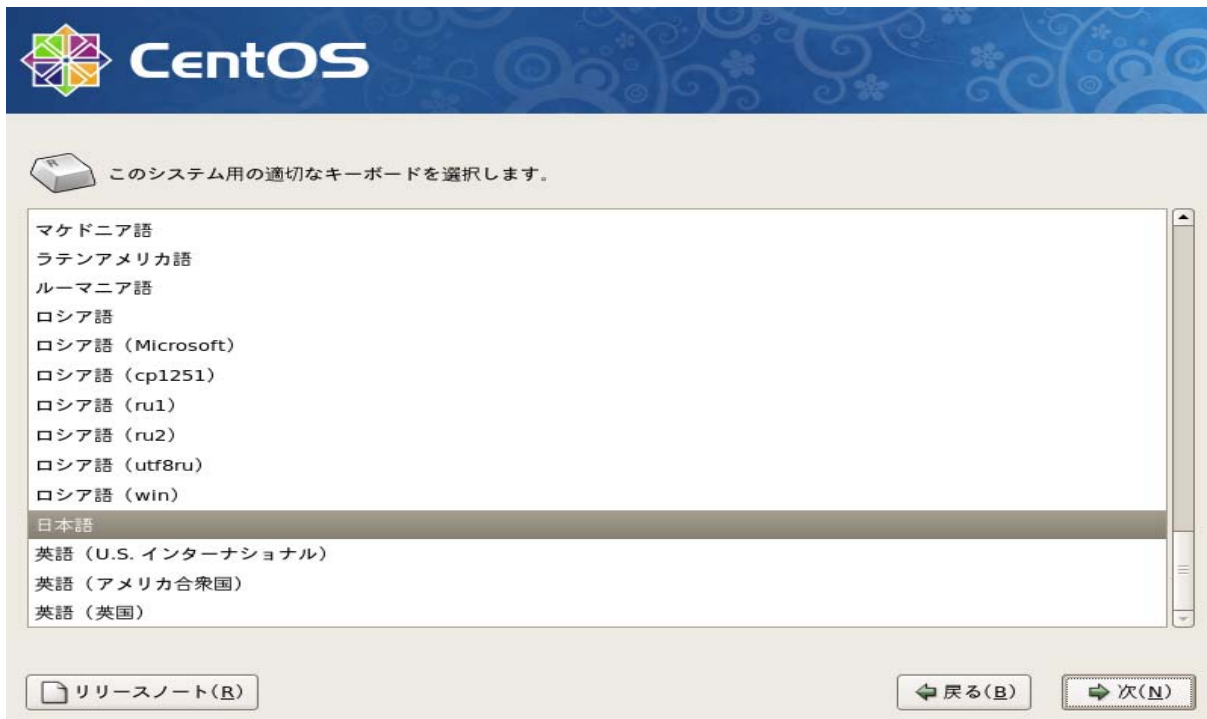 CentOS
R
このシステム用の適切なキーボードを選択します。
マケドニア語
ラテンアメリカ語
ルーマニア語
ロシア語
ロシア語（Microsoft）
ロシア語（cp1251）
ロシア語（ru1）
ロシア語（ru2）
ロシア語（utf8ru）
ロシア語（win）
日本語
英語（U.S. インターナショナル）
英語（アメリカ合衆国）
英語（英国）
リリースノート(R) 戻る(B) 次(N)